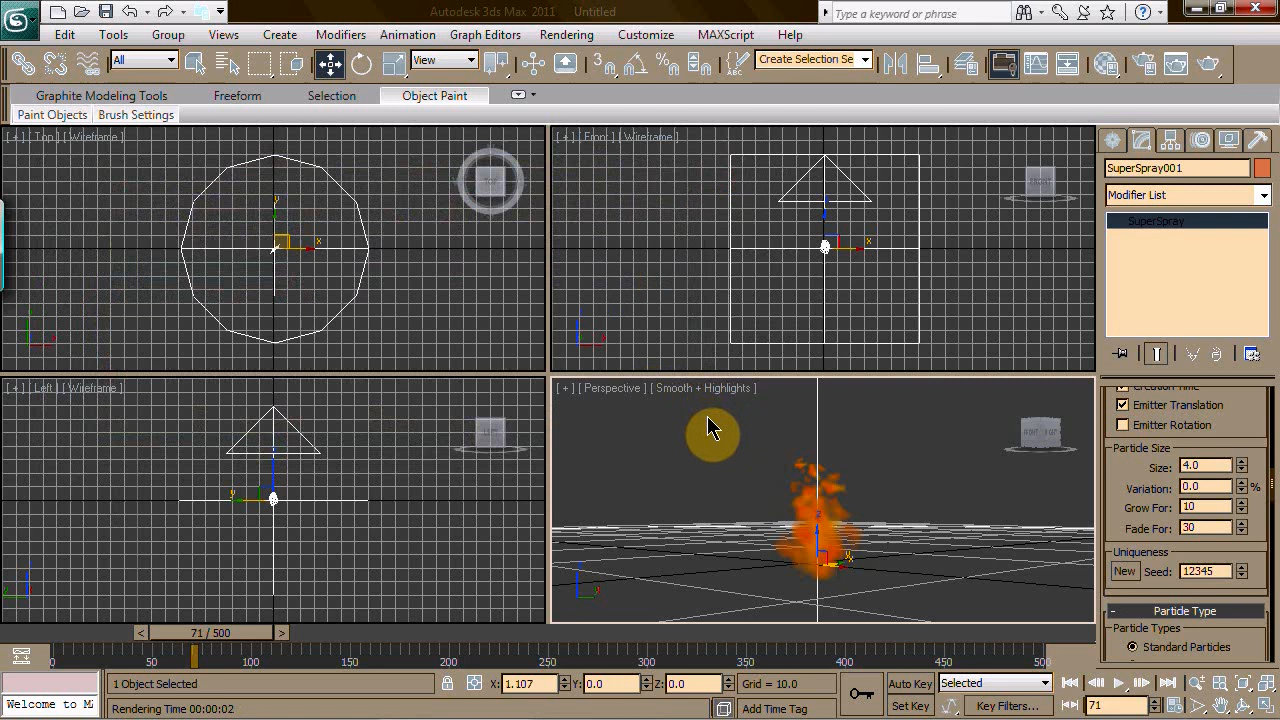 Autodesk 3ds Max 2011 Untitled
Type a keyword or phrase
Edit Tools Group Views Create Modifiers Animation Graph Editors Rendering Customize MAXScript Help
All View Create Selection Se
Graphite Modeling Tools Freeform Selection Object Paint
Paint Objects Brush Settings
[ + ] [ Top ] [ Wireframe ]
[ + ] [ Front ] [ Wireframe ]
TOP
FRONT
SuperSpray001
Modifier List
SuperSpray
[ + ] [ Left ] [ Wireframe ]
[ + ] [ Perspective ] [ Smooth + Highlights ]
LEFT
Creation Time
Emitter Translation
Emitter Rotation
Particle Size
Size: 4.0
Variation: 0.0 %
Grow For: 10
Fade For: 30
Uniqueness
New Seed: 12345
- Particle Type
Particle Types
Standard Particles
< 71 / 500 >
0 50 100 150 200 250 300 350 400 450 500
1 Object Selected X: 1.107 Y: 0.0 Z: 0.0 Grid = 10.0 Auto Key Selected
Welcome to M
Rendering Time 00:00:02 Add Time Tag Set Key Key Filters... 71